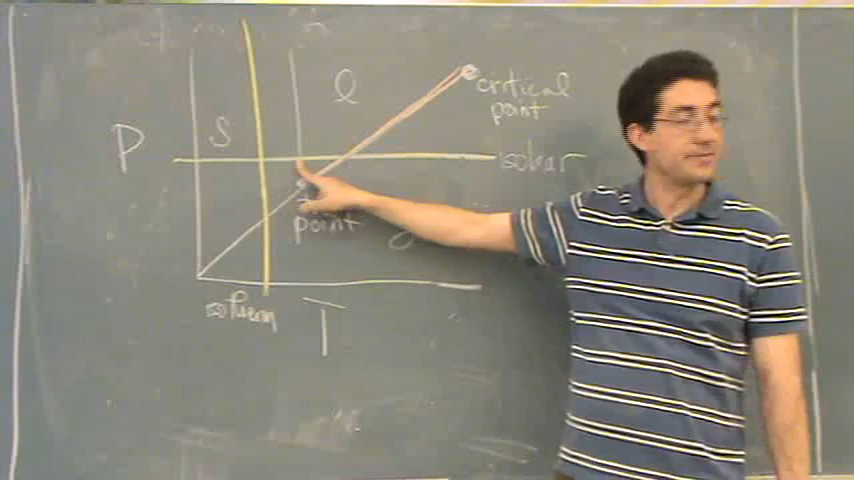 P
S
l
critical
point
isobar
point
g
isotherm
T